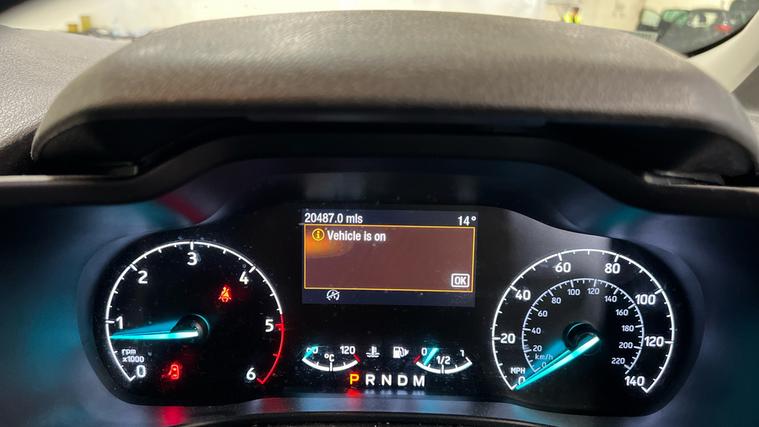 20487.0 mls 14°
Vehicle is on
OK
0 1 2 3 4 5 6
rpm
x1000
0 °C 120
0 1/2 1
P R N D M
0 20 40 60 80 100 120 140
MPH
0 20 40 60 80 100 120 140 160 180 200 220
km/h